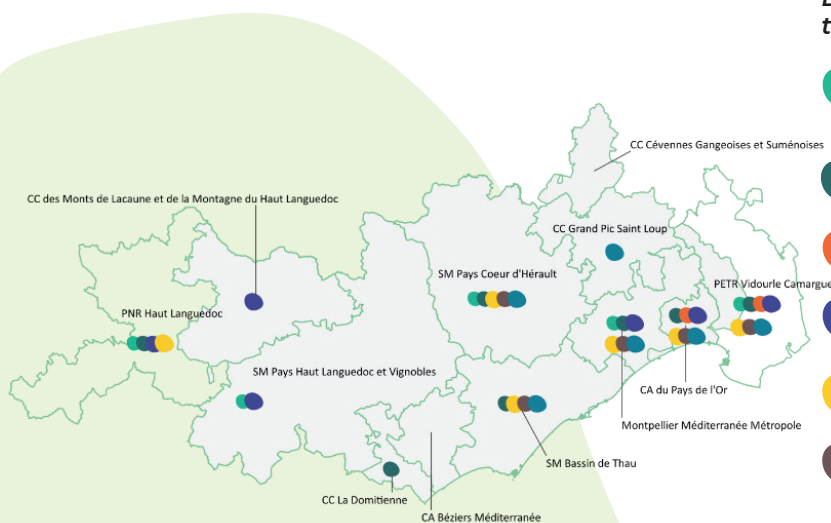 CC Cévennes Gangeoises et Suménoises
CC des Monts de Lacaune et de la Montagne du Haut Languedoc
CC Grand Pic Saint Loup
SM Pays Coeur d'Hérault
PETR Vidourle Camargue
PNR Haut Languedoc
SM Pays Haut Languedoc et Vignobles
CA du Pays de l'Or
Montpellier Méditerranée Métropole
SM Bassin de Thau
CC La Domitienne
CA Béziers Méditerranée